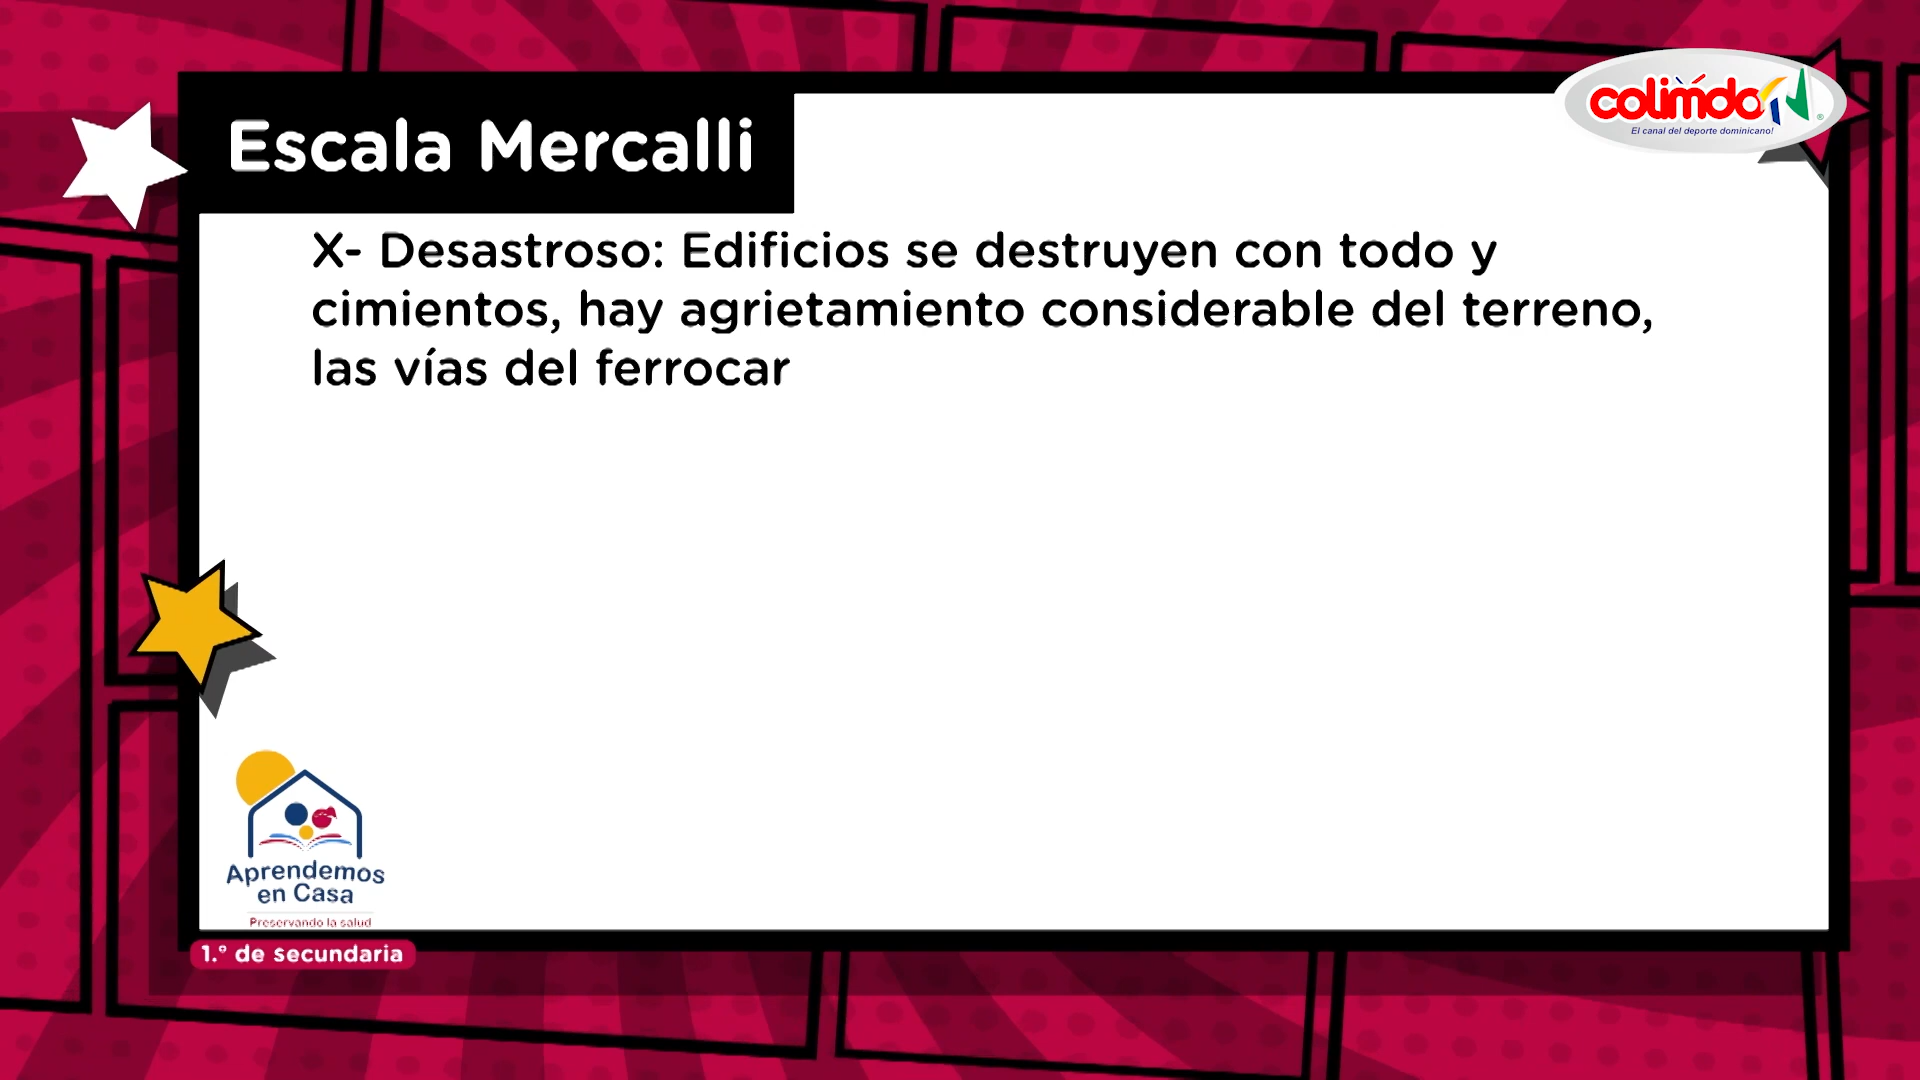 colimdo
El canal del deporte dominicano!
Escala Mercalli
X- Desastroso: Edificios se destruyen con todo y
cimientos, hay agrietamiento considerable del terreno,
las vías del ferrocar
Aprendemos
en Casa
Preservando la salud
1.° de secundaria